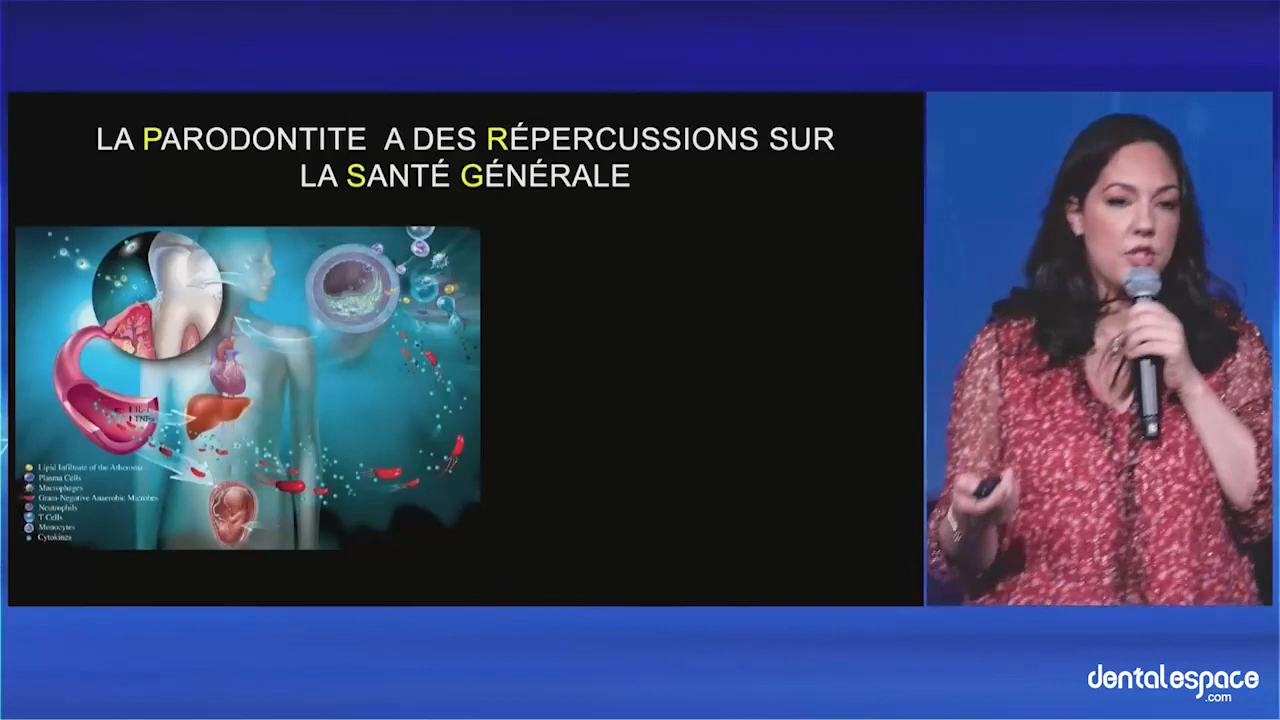 LA PARODONTITE A DES RÉPERCUSSIONS SUR
LA SANTÉ GÉNÉRALE
Lipid Infiltrate of the Atheroma
Plasma Cells
Macrophages
Gram-Negative Anaerobic Microbes
Neutrophils
T Cells
Monocytes
Cytokines
dentalespace
.com